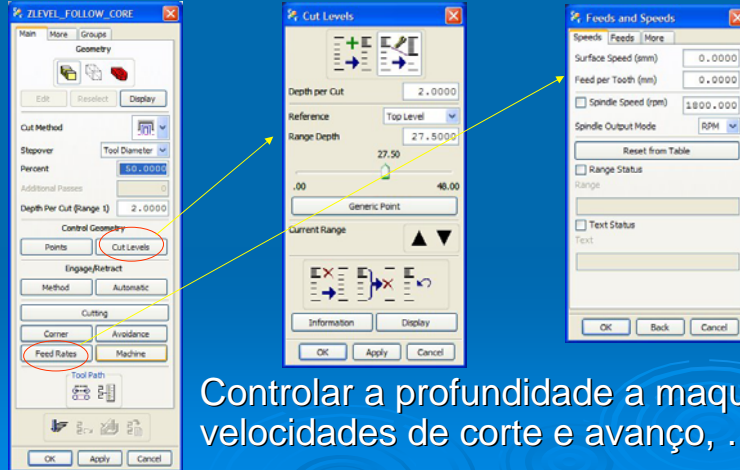 ZLEVEL_FOLLOW_CORE
Main More Groups
Geometry
Edit Reselect Display
Cut Method
Stepover Tool Diameter
Percent 50.0000
Additional Passes 0
Depth Per Cut (Range 1) 2.0000
Control Geometry
Points Cut Levels
Engage/Retract
Method Automatic
Cutting
Corner Avoidance
Feed Rates Machine
Tool Path
OK Apply Cancel
Cut Levels
Depth per Cut 2.0000
Reference Top Level
Range Depth 27.5000
27.50
.00 48.00
Generic Point
Current Range
Information Display
OK Apply Cancel
Feeds and Speeds
Speeds Feeds More
Surface Speed (smm) 0.0000
Feed per Tooth (mm) 0.0000
Spindle Speed (rpm) 1800.000
Spindle Output Mode RPM
Reset from Table
Range Status
Range
Text Status
Text
OK Back Cancel
Controlar a profundidade a maqu
velocidades de corte e avanço, .